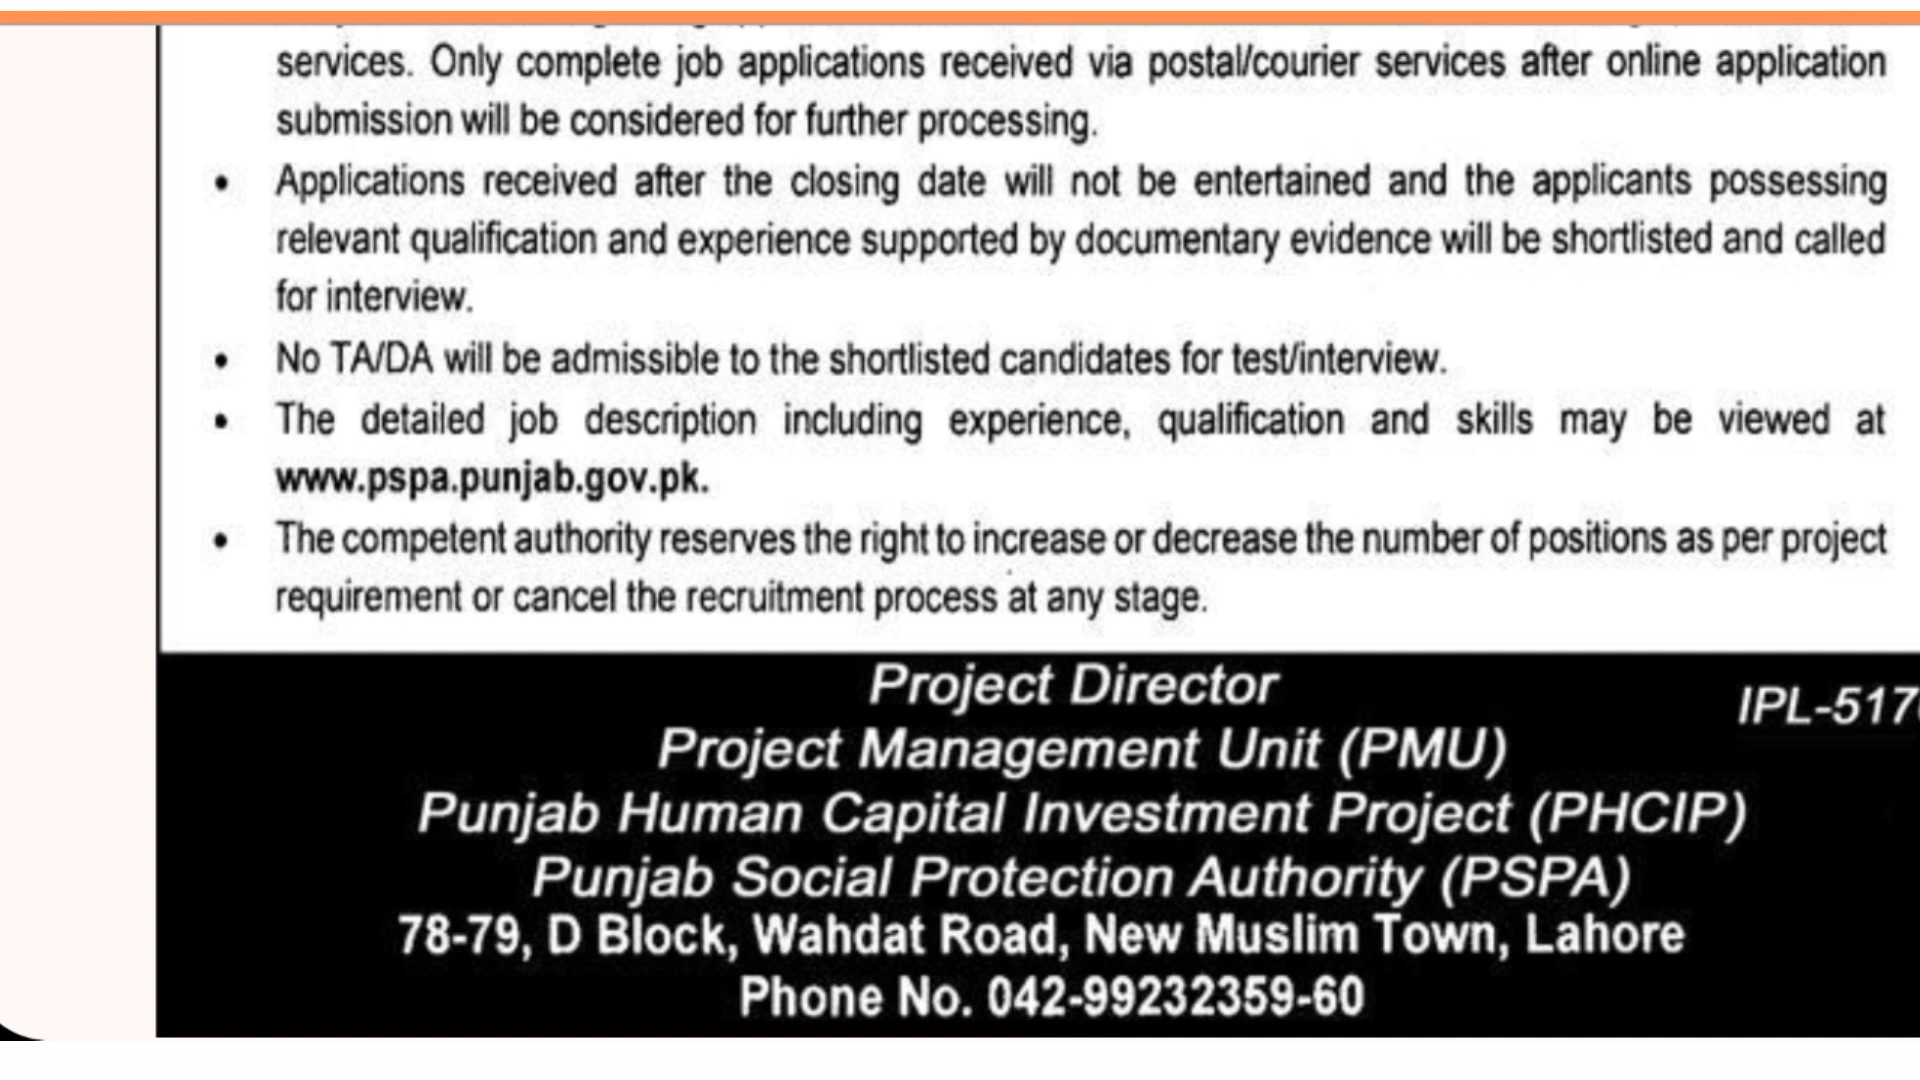 services. Only complete job applications received via postal/courier services after online application
submission will be considered for further processing.
• Applications received after the closing date will not be entertained and the applicants possessing
relevant qualification and experience supported by documentary evidence will be shortlisted and called
for interview.
• No TA/DA will be admissible to the shortlisted candidates for test/interview.
• The detailed job description including experience, qualification and skills may be viewed at
www.pspa.punjab.gov.pk.
• The competent authority reserves the right to increase or decrease the number of positions as per project
requirement or cancel the recruitment process at any stage.
Project Director
IPL-517
Project Management Unit (PMU)
Punjab Human Capital Investment Project (PHCIP)
Punjab Social Protection Authority (PSPA)
78-79, D Block, Wahdat Road, New Muslim Town, Lahore
Phone No. 042-99232359-60